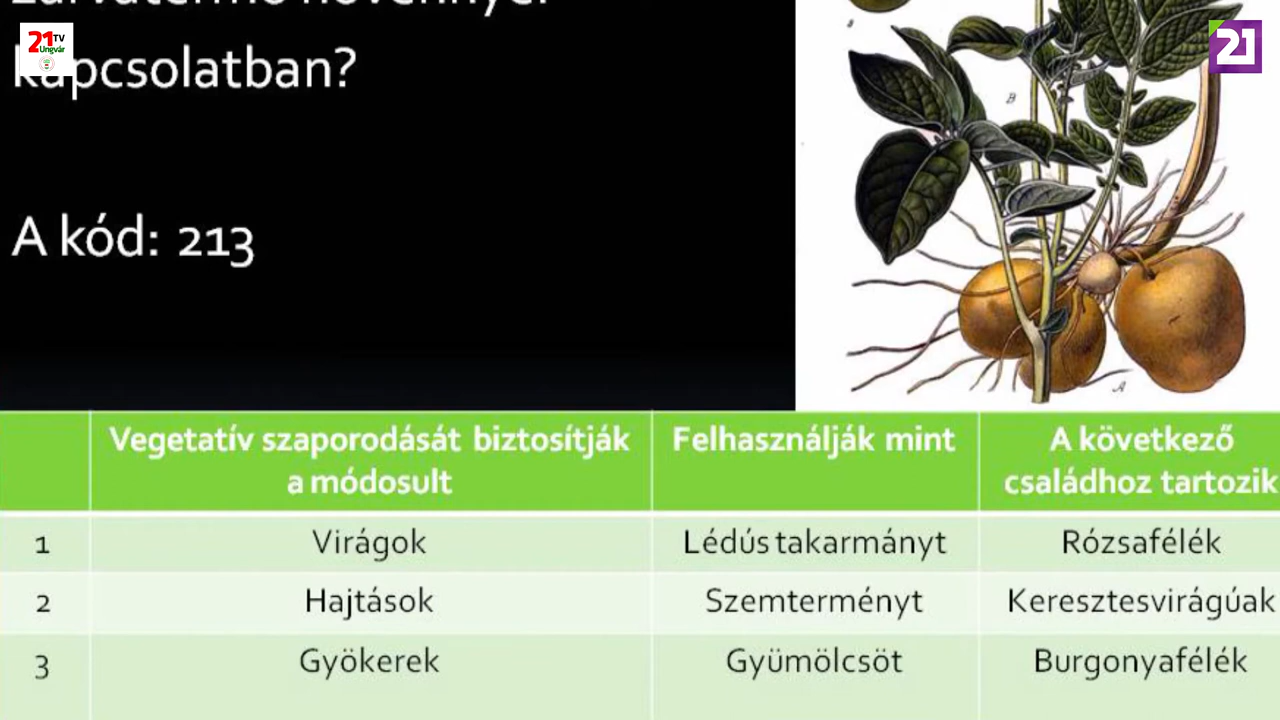 kapcsolatban?
A kód: 213
21 TV
Ungvár
21
B
A
Vegetatív szaporodását biztosítják
a módosult
Felhasználják mint
A következő
családhoz tartozik
1 Virágok Lédús takarmányt Rózsafélék
2 Hajtások Szemterményt Keresztesvirágúak
3 Gyökerek Gyümölcsöt Burgonyafélék